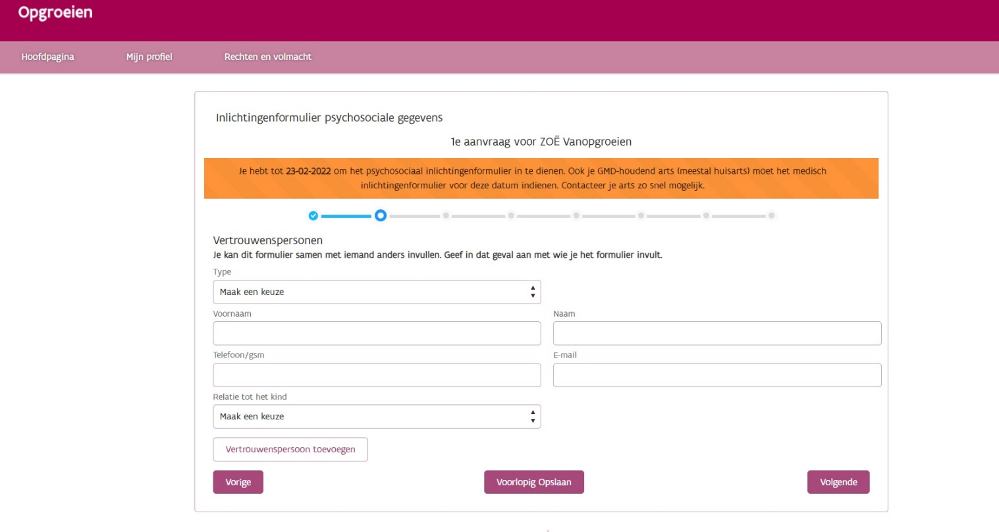 Opgroeien
Hoofdpagina Mijn profiel Rechten en volmacht
Inlichtingenformulier psychosociale gegevens
1e aanvraag voor ZOË Vanopgroeien
Je hebt tot 23-02-2022 om het psychosociaal inlichtingenformulier in te dienen. Ook je GMD-houdend arts (meestal huisarts) moet het medisch
inlichtingenformulier voor deze datum indienen. Contacteer je arts zo snel mogelijk.
Vertrouwenspersonen
Je kan dit formulier samen met iemand anders invullen. Geef in dat geval aan met wie je het formulier invult.
Type
Maak een keuze
Voornaam Naam
Telefoon/gsm E-mail
Relatie tot het kind
Maak een keuze
Vertrouwenspersoon toevoegen
Vorige Voorlopig Opslaan Volgende